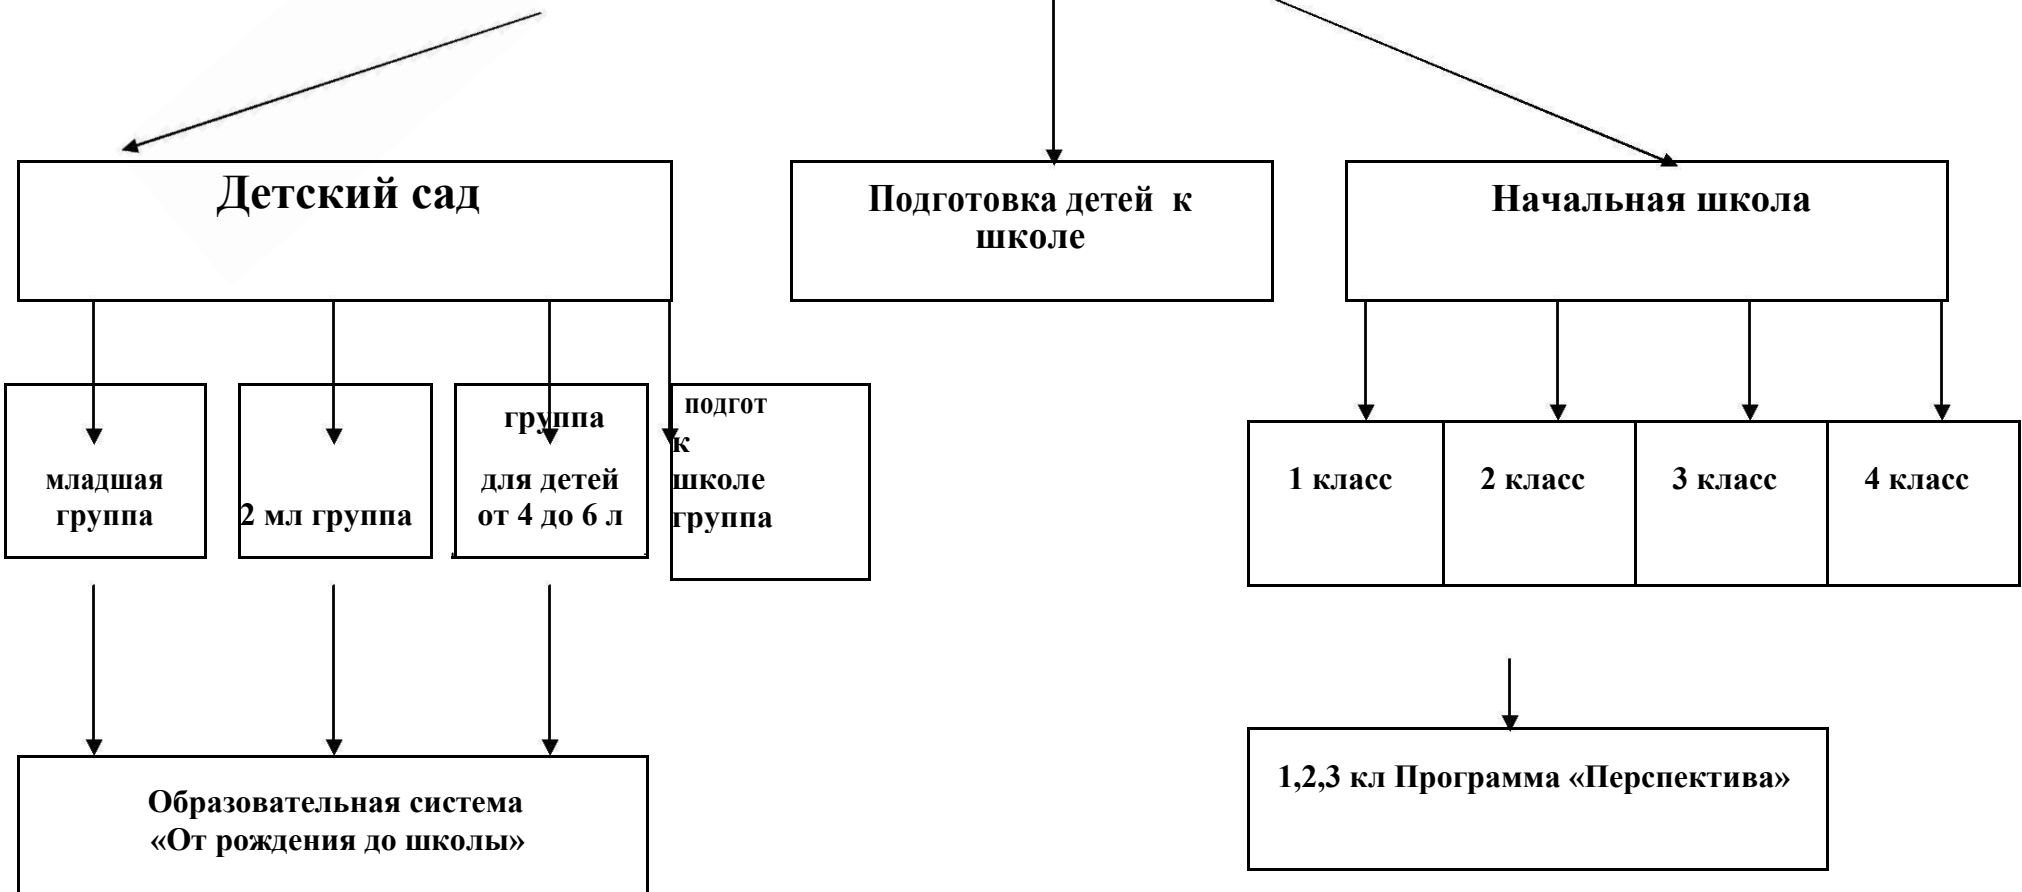 Детский сад
Подготовка детей к
школе
Начальная школа
младшая
группа
2 мл группа
группа
для детей
от 4 до 6 л
подгот
к
школе
группа
1 класс
2 класс
3 класс
4 класс
Образовательная система
«От рождения до школы»
1,2,3 кл Программа «Перспектива»